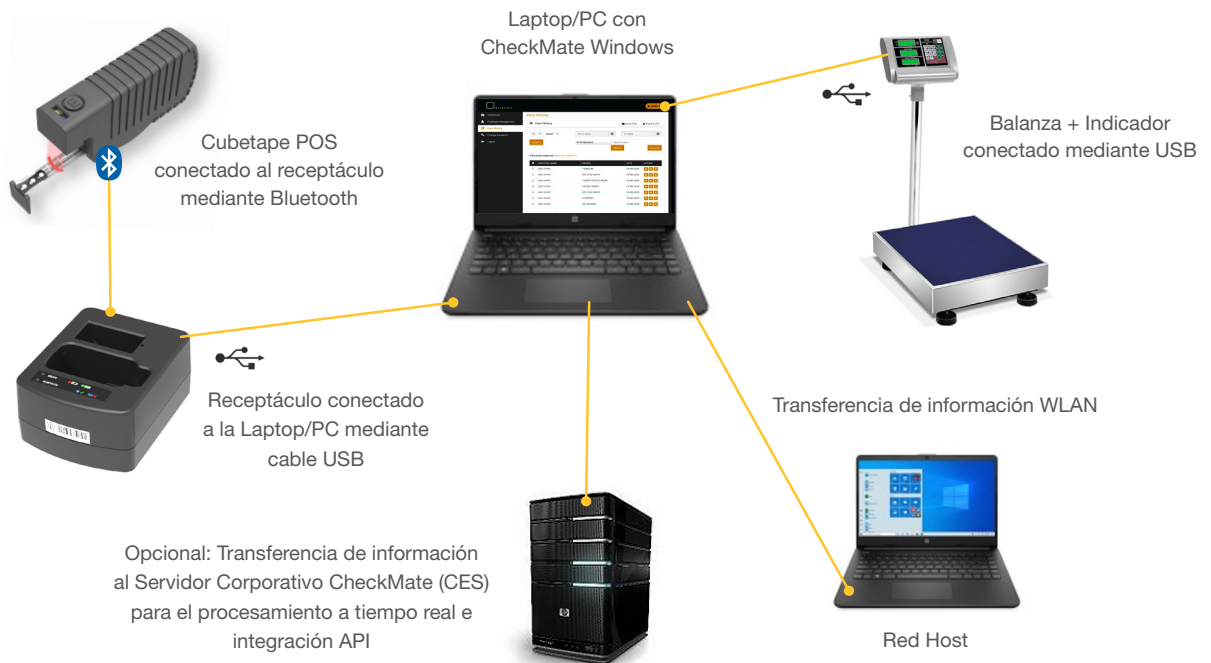 Laptop/PC con
CheckMate Windows
Cubetape POS
conectado al receptáculo
mediante Bluetooth
Balanza + Indicador
conectado mediante USB
Receptáculo conectado
a la Laptop/PC mediante
cable USB
Transferencia de información WLAN
Opcional: Transferencia de información
al Servidor Corporativo CheckMate (CES)
para el procesamiento a tiempo real e
integración API
Red Host